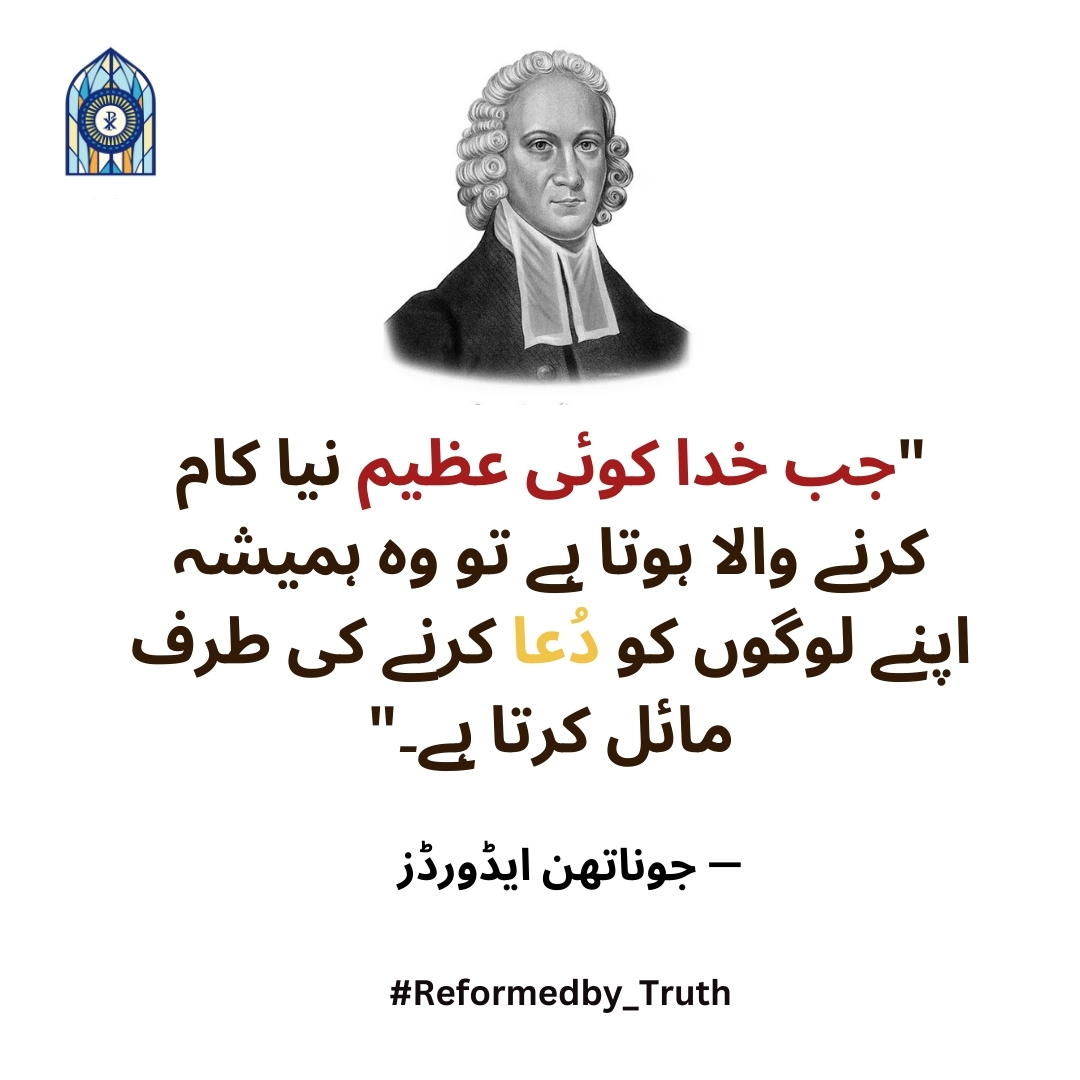 "جب خدا کوئی عظیم نیا کام
کرنے والا ہوتا ہے تو وہ ہمیشہ
اپنے لوگوں کو دُعا کرنے کی طرف
مائل کرتا ہے۔"
— جوناتھن ایڈورڈز
#Reformedby_Truth